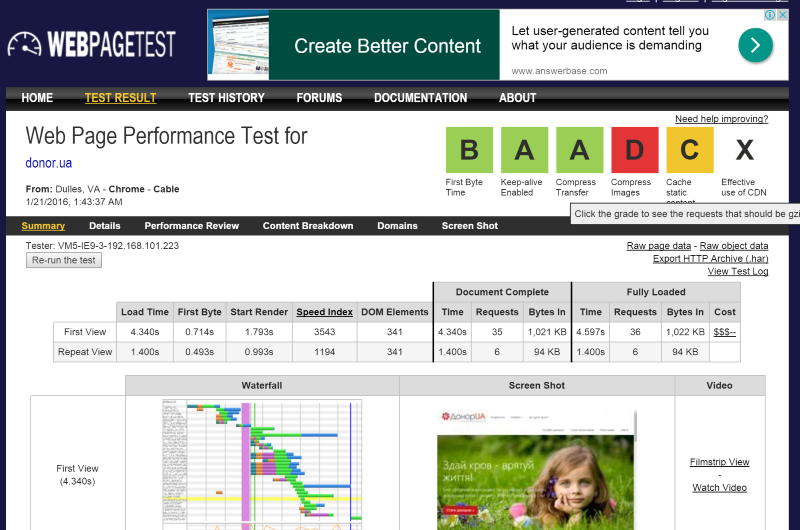 Create Better Content
Let user-generated content tell you
what your audience is demanding
www.answerbase.com
WEBPAGETEST
HOME TEST RESULT TEST HISTORY FORUMS DOCUMENTATION ABOUT
Need help improving?
Web Page Performance Test for
donor.ua
From: Dulles, VA - Chrome - Cable
1/21/2016, 1:43:37 AM
B A A D C X
First Byte
Time
Keep-alive
Enabled
Compress
Transfer
Compress
Images
Cache
static
content
Effective
use of CDN
Click the grade to see the requests that should be gzi
Summary Details Performance Review Content Breakdown Domains Screen Shot
Tester: VM5-IE9-3-192.168.101.223
Re-run the test
Raw page data - Raw object data
Export HTTP Archive (.har)
View Test Log
Document Complete Fully Loaded
Load Time First Byte Start Render Speed Index DOM Elements Time Requests Bytes In Time Requests Bytes In Cost
First View 4.340s 0.714s 1.793s 3543 341 4.340s 35 1,021 KB 4.597s 36 1,022 KB $$$--
Repeat View 1.400s 0.493s 0.993s 1194 341 1.400s 6 94 KB 1.400s 6 94 KB
Waterfall Screen Shot Video
First View
(4.340s)
ДонорUA
Здай кров - врятуй
життя!
Filmstrip View
-
Watch Video